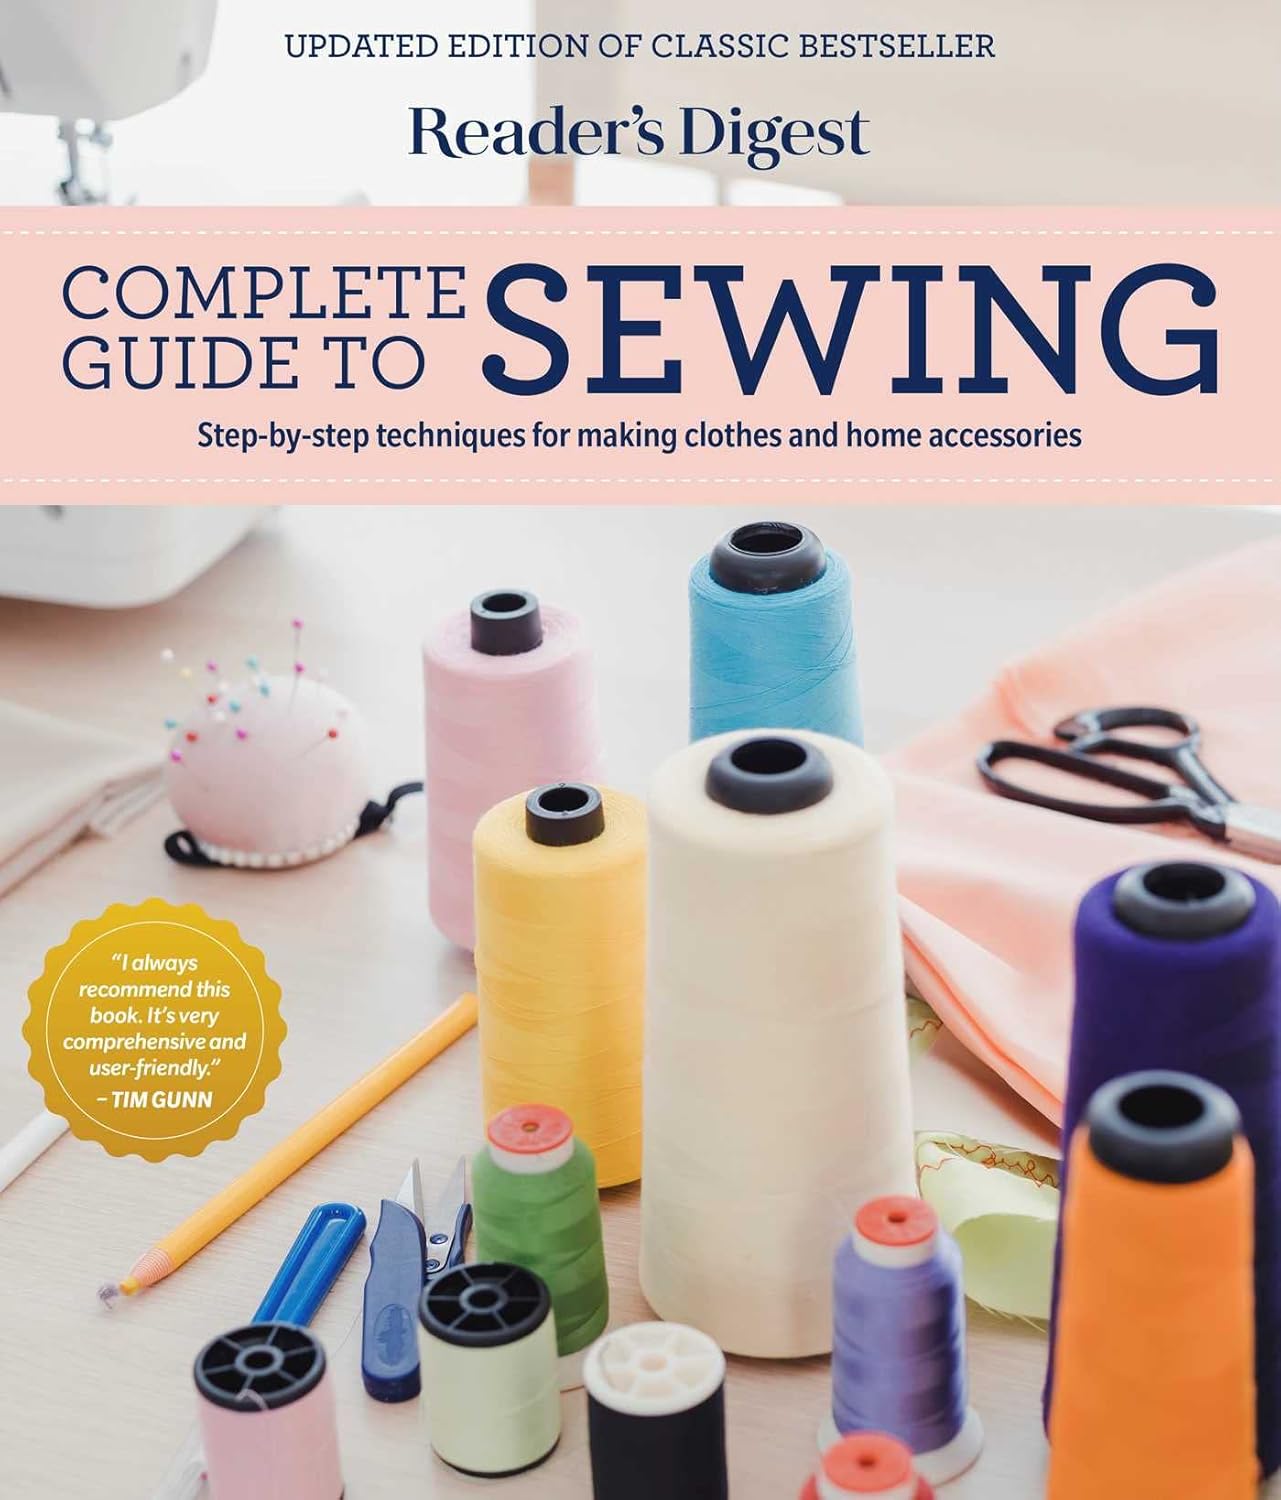 UPDATED EDITION OF CLASSIC BESTSELLER
Reader's Digest
COMPLETE
GUIDE TO
SEWING
Step-by-step techniques for making clothes and home accessories
“I always
recommend this
book. It’s very
comprehensive and
user-friendly.”
– TIM GUNN